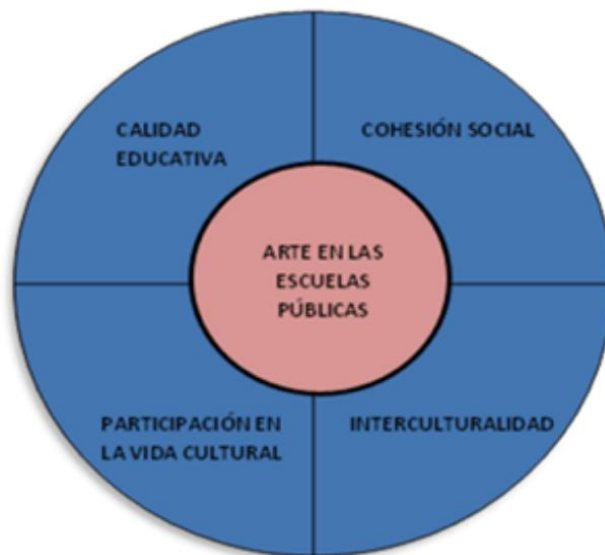 CALIDAD
EDUCATIVA
COHESIÓN SOCIAL
ARTE EN LAS
ESCUELAS
PÚBLICAS
PARTICIPACIÓN EN
LA VIDA CULTURAL
INTERCULTURALIDAD